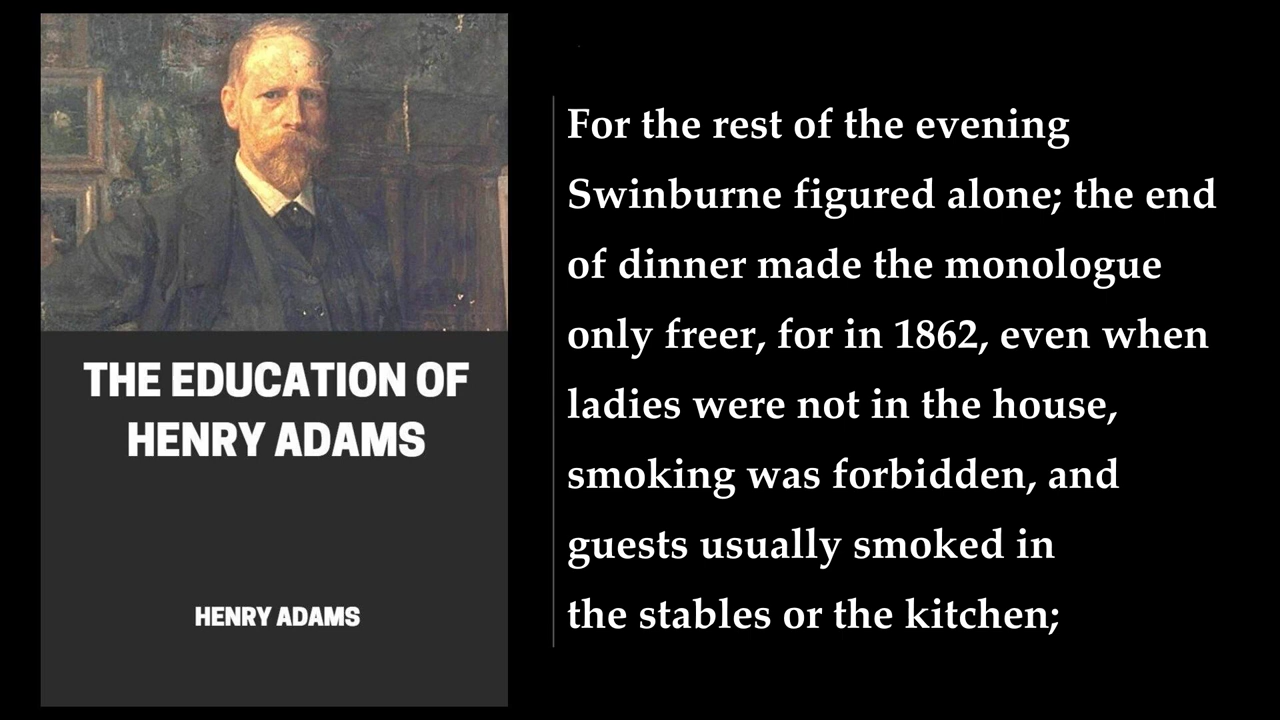 THE EDUCATION OF
HENRY ADAMS
HENRY ADAMS
For the rest of the evening
Swinburne figured alone; the end
of dinner made the monologue
only freer, for in 1862, even when
ladies were not in the house,
smoking was forbidden, and
guests usually smoked in
the stables or the kitchen;